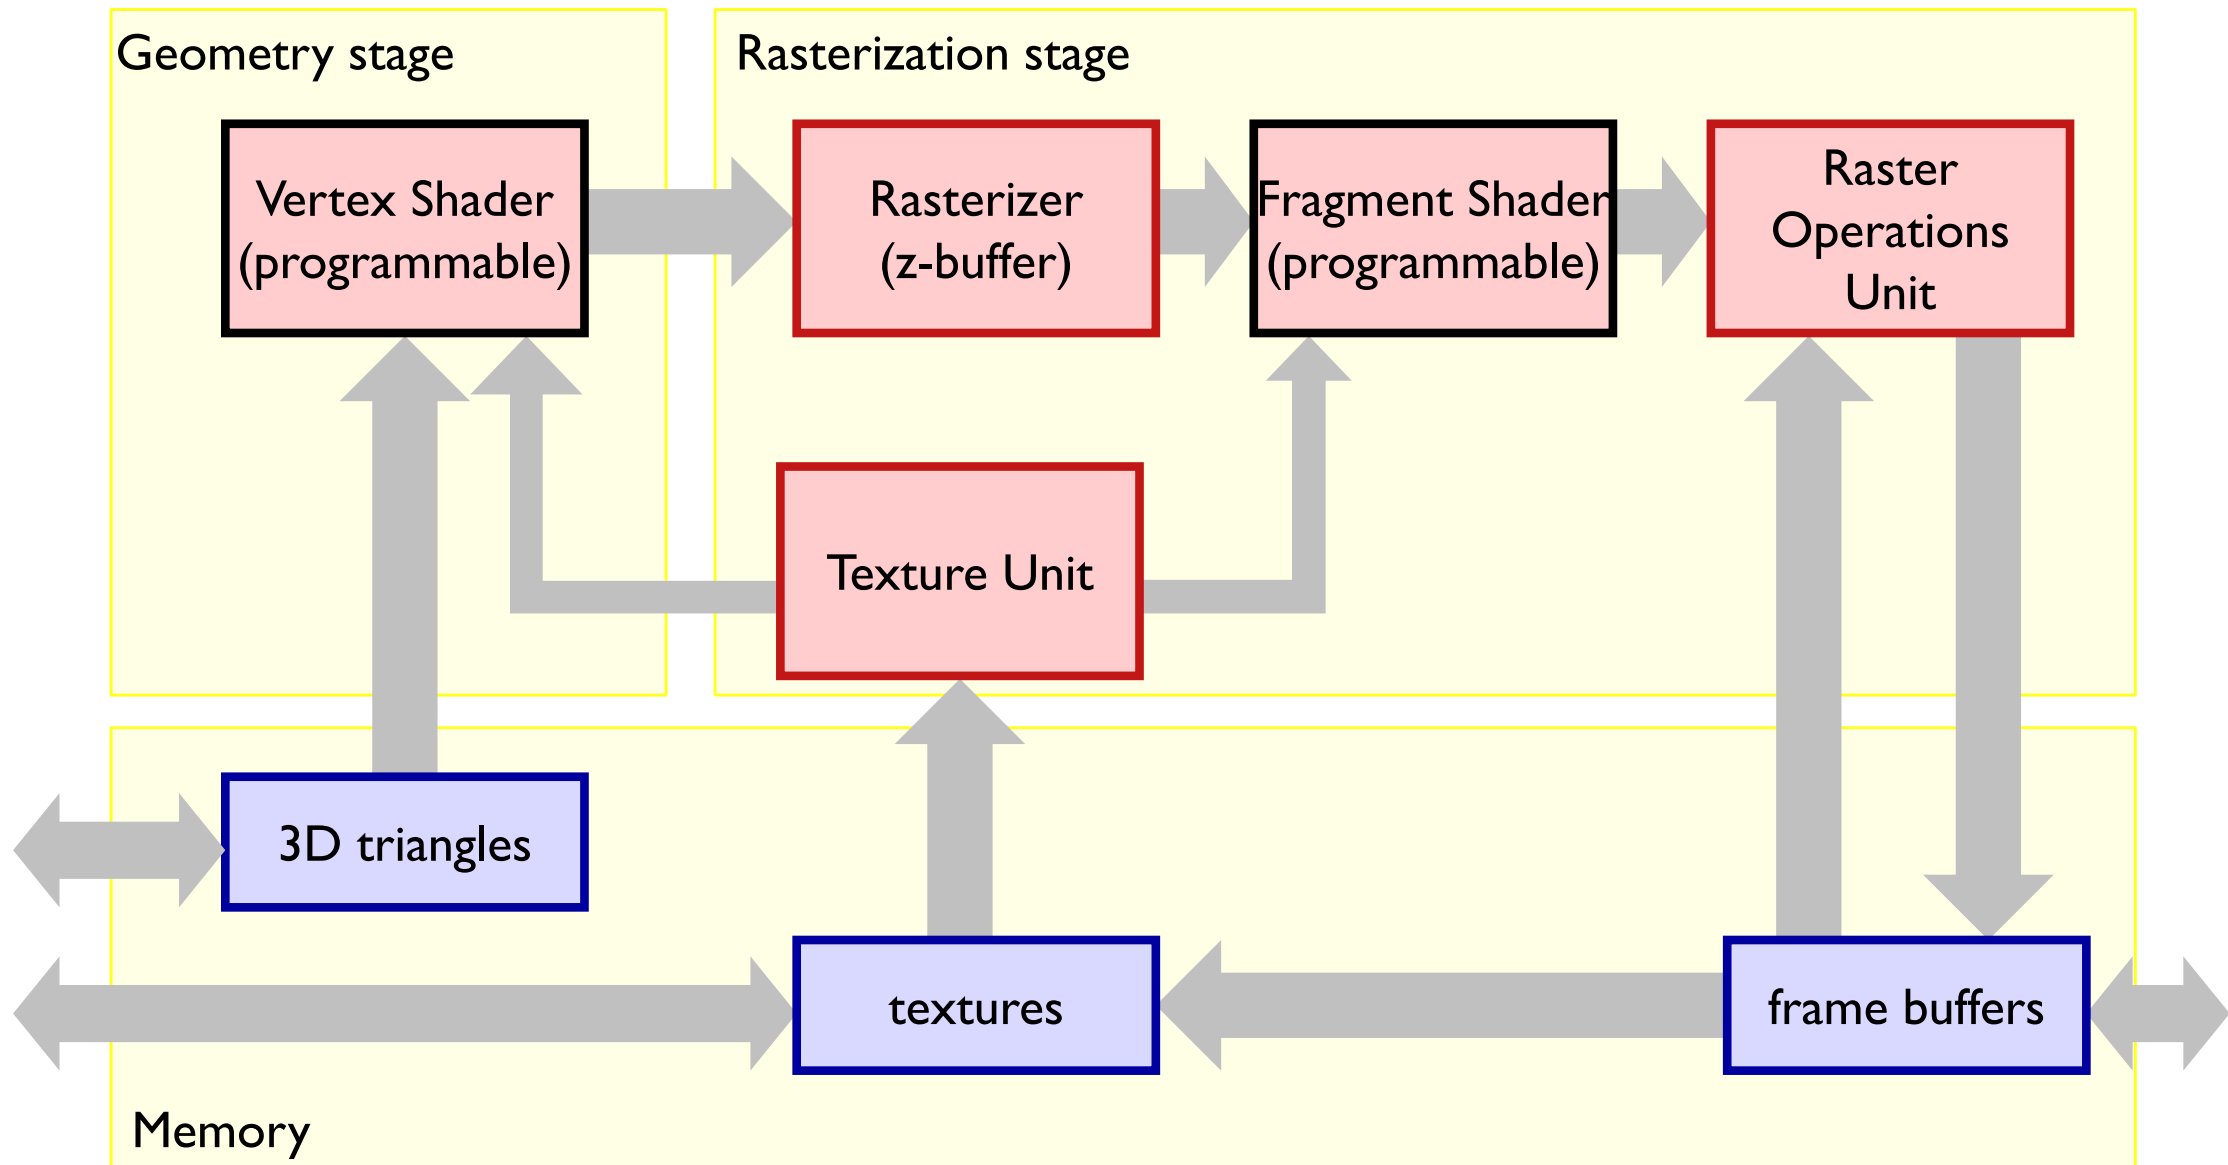 Geometry stage
Rasterization stage
Vertex Shader
(programmable)
Rasterizer
(z-buffer)
Fragment Shader
(programmable)
Raster
Operations
Unit
Texture Unit
3D triangles
textures
frame buffers
Memory